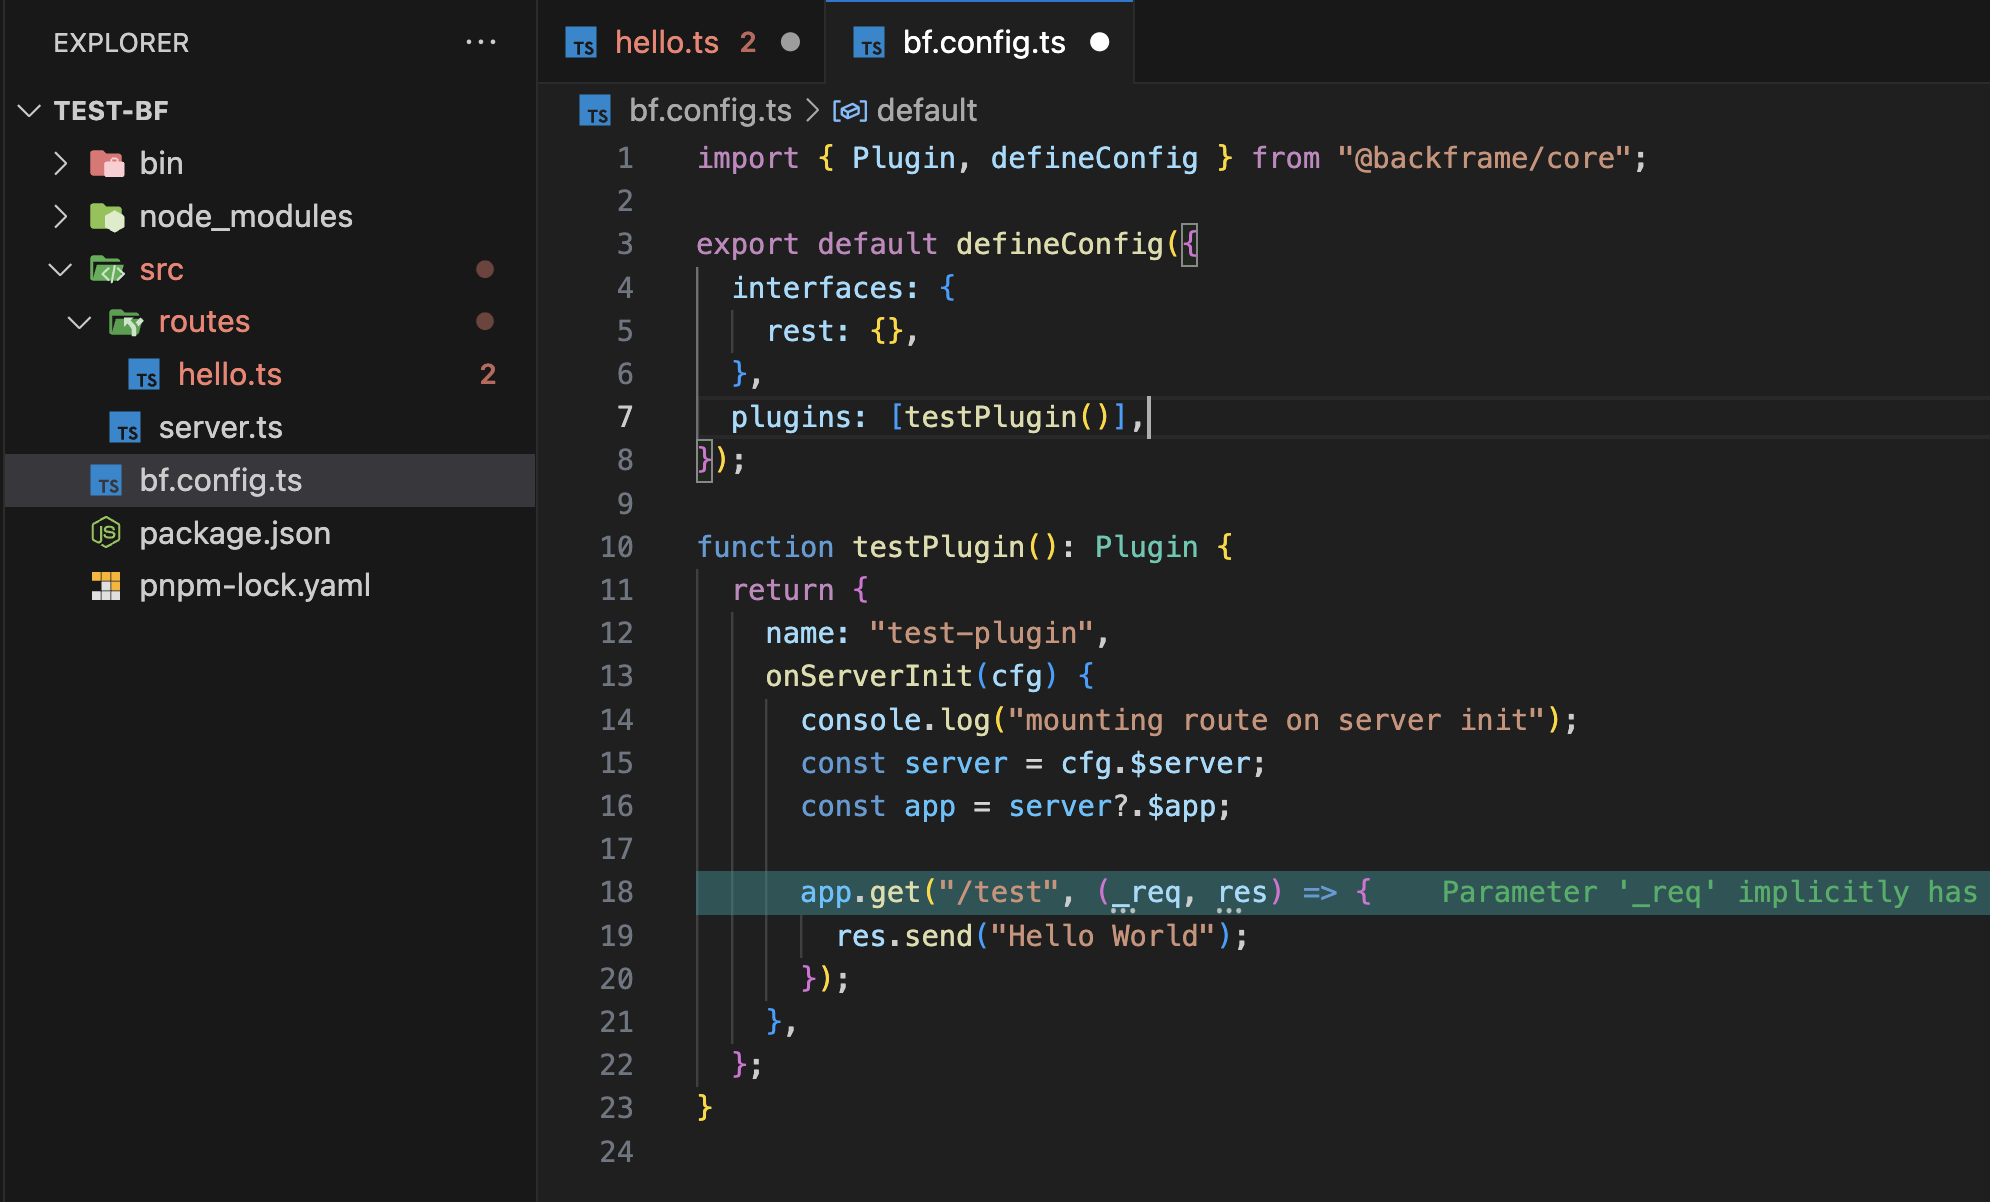 EXPLORER ···
TEST-BF
bin
node_modules
src
routes
TS hello.ts 2
TS server.ts
TS bf.config.ts
JS package.json
pnpm-lock.yaml
TS hello.ts 2
TS bf.config.ts
TS bf.config.ts > default
1 import { Plugin, defineConfig } from "@backframe/core";
2
3 export default defineConfig({
4 interfaces: {
5 rest: {},
6 },
7 plugins: [testPlugin()],
8 });
9
10 function testPlugin(): Plugin {
11 return {
12 name: "test-plugin",
13 onServerInit(cfg) {
14 console.log("mounting route on server init");
15 const server = cfg.$server;
16 const app = server?.$app;
17
18 app.get("/test", (_req, res) => { Parameter '_req' implicitly has
19 res.send("Hello World");
20 });
21 },
22 };
23 }
24